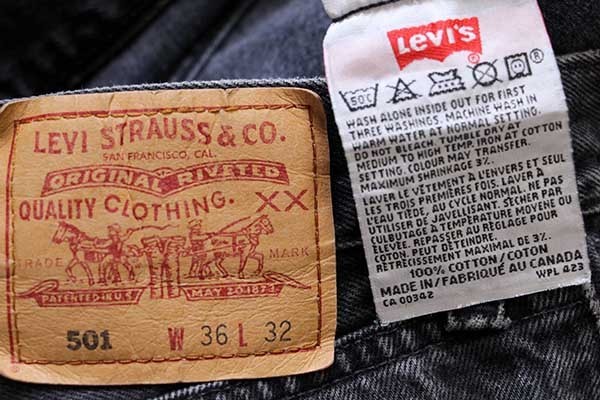 LEVI STRAUSS & CO.
SAN FRANCISCO, CAL.
ORIGINAL RIVETED
QUALITY CLOTHING. XX
TRADE MARK
PATENTED IN U.S. MAY 20 1873
501 W 36 L 32
Levi's
®
50C
WASH ALONE INSIDE OUT FOR FIRST
THREE WASHINGS. MACHINE WASH IN
WARM WATER AT NORMAL SETTING.
DO NOT BLEACH. TUMBLE DRY AT
MEDIUM TO HIGH TEMP. IRON AT COTTON
SETTING. COLOUR MAY TRANSFER.
MAXIMUM SHRINKAGE 3%.
LAVER LE VÊTEMENT À L'ENVERS ET SEUL
LES TROIS PREMIÈRES FOIS. LAVER À
L'EAU TIÈDE, AU CYCLE NORMAL. NE PAS
UTILISER DE JAVELLISANT. SÉCHER PAR
CULBUTAGE À TEMPÉRATURE MOYENNE OU
ÉLEVÉE. REPASSER AU RÉGLAGE POUR
COTON. PEUT DÉTEINDRE.
RÉTRÉCISSEMENT MAXIMAL DE 3%.
100% COTTON/COTON
MADE IN/FABRIQUÉ AU CANADA
CA 00342 WPL 423